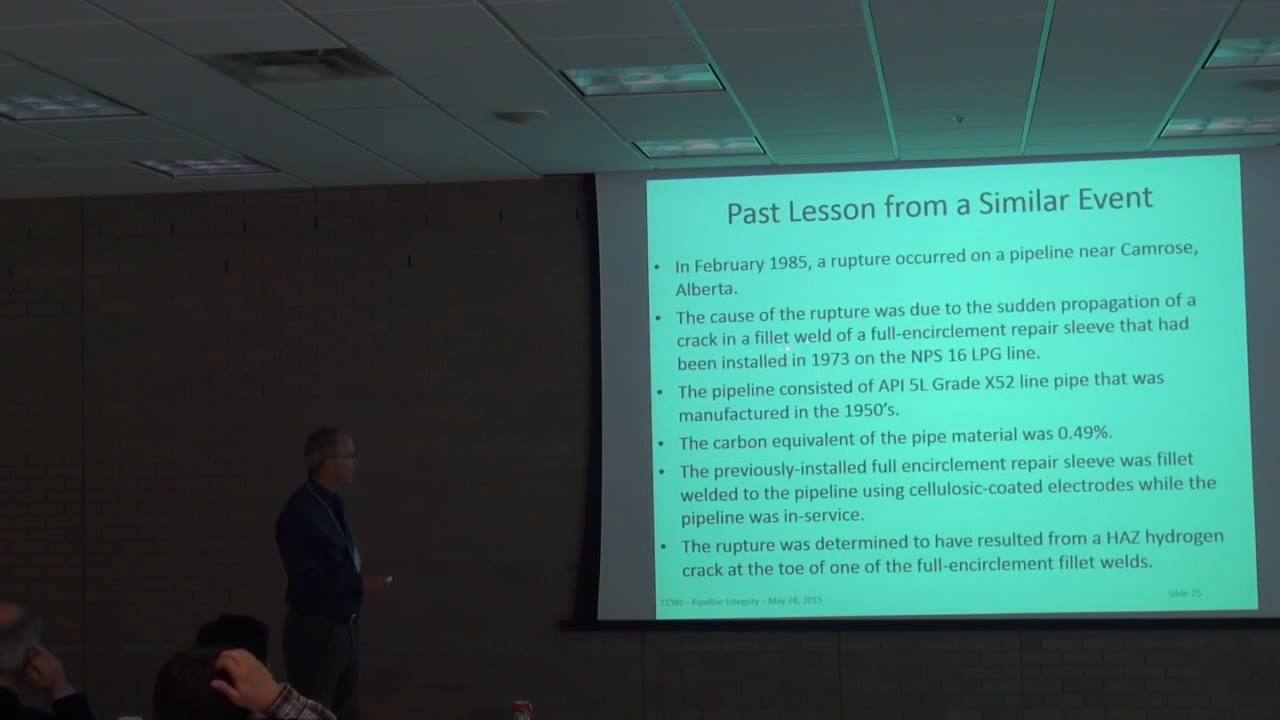 Past Lesson from a Similar Event
• In February 1985, a rupture occurred on a pipeline near Camrose,
Alberta.
• The cause of the rupture was due to the sudden propagation of a
crack in a fillet weld of a full-encirclement repair sleeve that had
been installed in 1973 on the NPS 16 LPG line.
• The pipeline consisted of API 5L Grade X52 line pipe that was
manufactured in the 1950's.
• The carbon equivalent of the pipe material was 0.49%.
• The previously-installed full encirclement repair sleeve was fillet
welded to the pipeline using cellulosic-coated electrodes while the
pipeline was in-service.
• The rupture was determined to have resulted from a HAZ hydrogen
crack at the toe of one of the full-encirclement fillet welds.
CCWJ – Pipeline Integrity – May 28, 2015
Slide 25